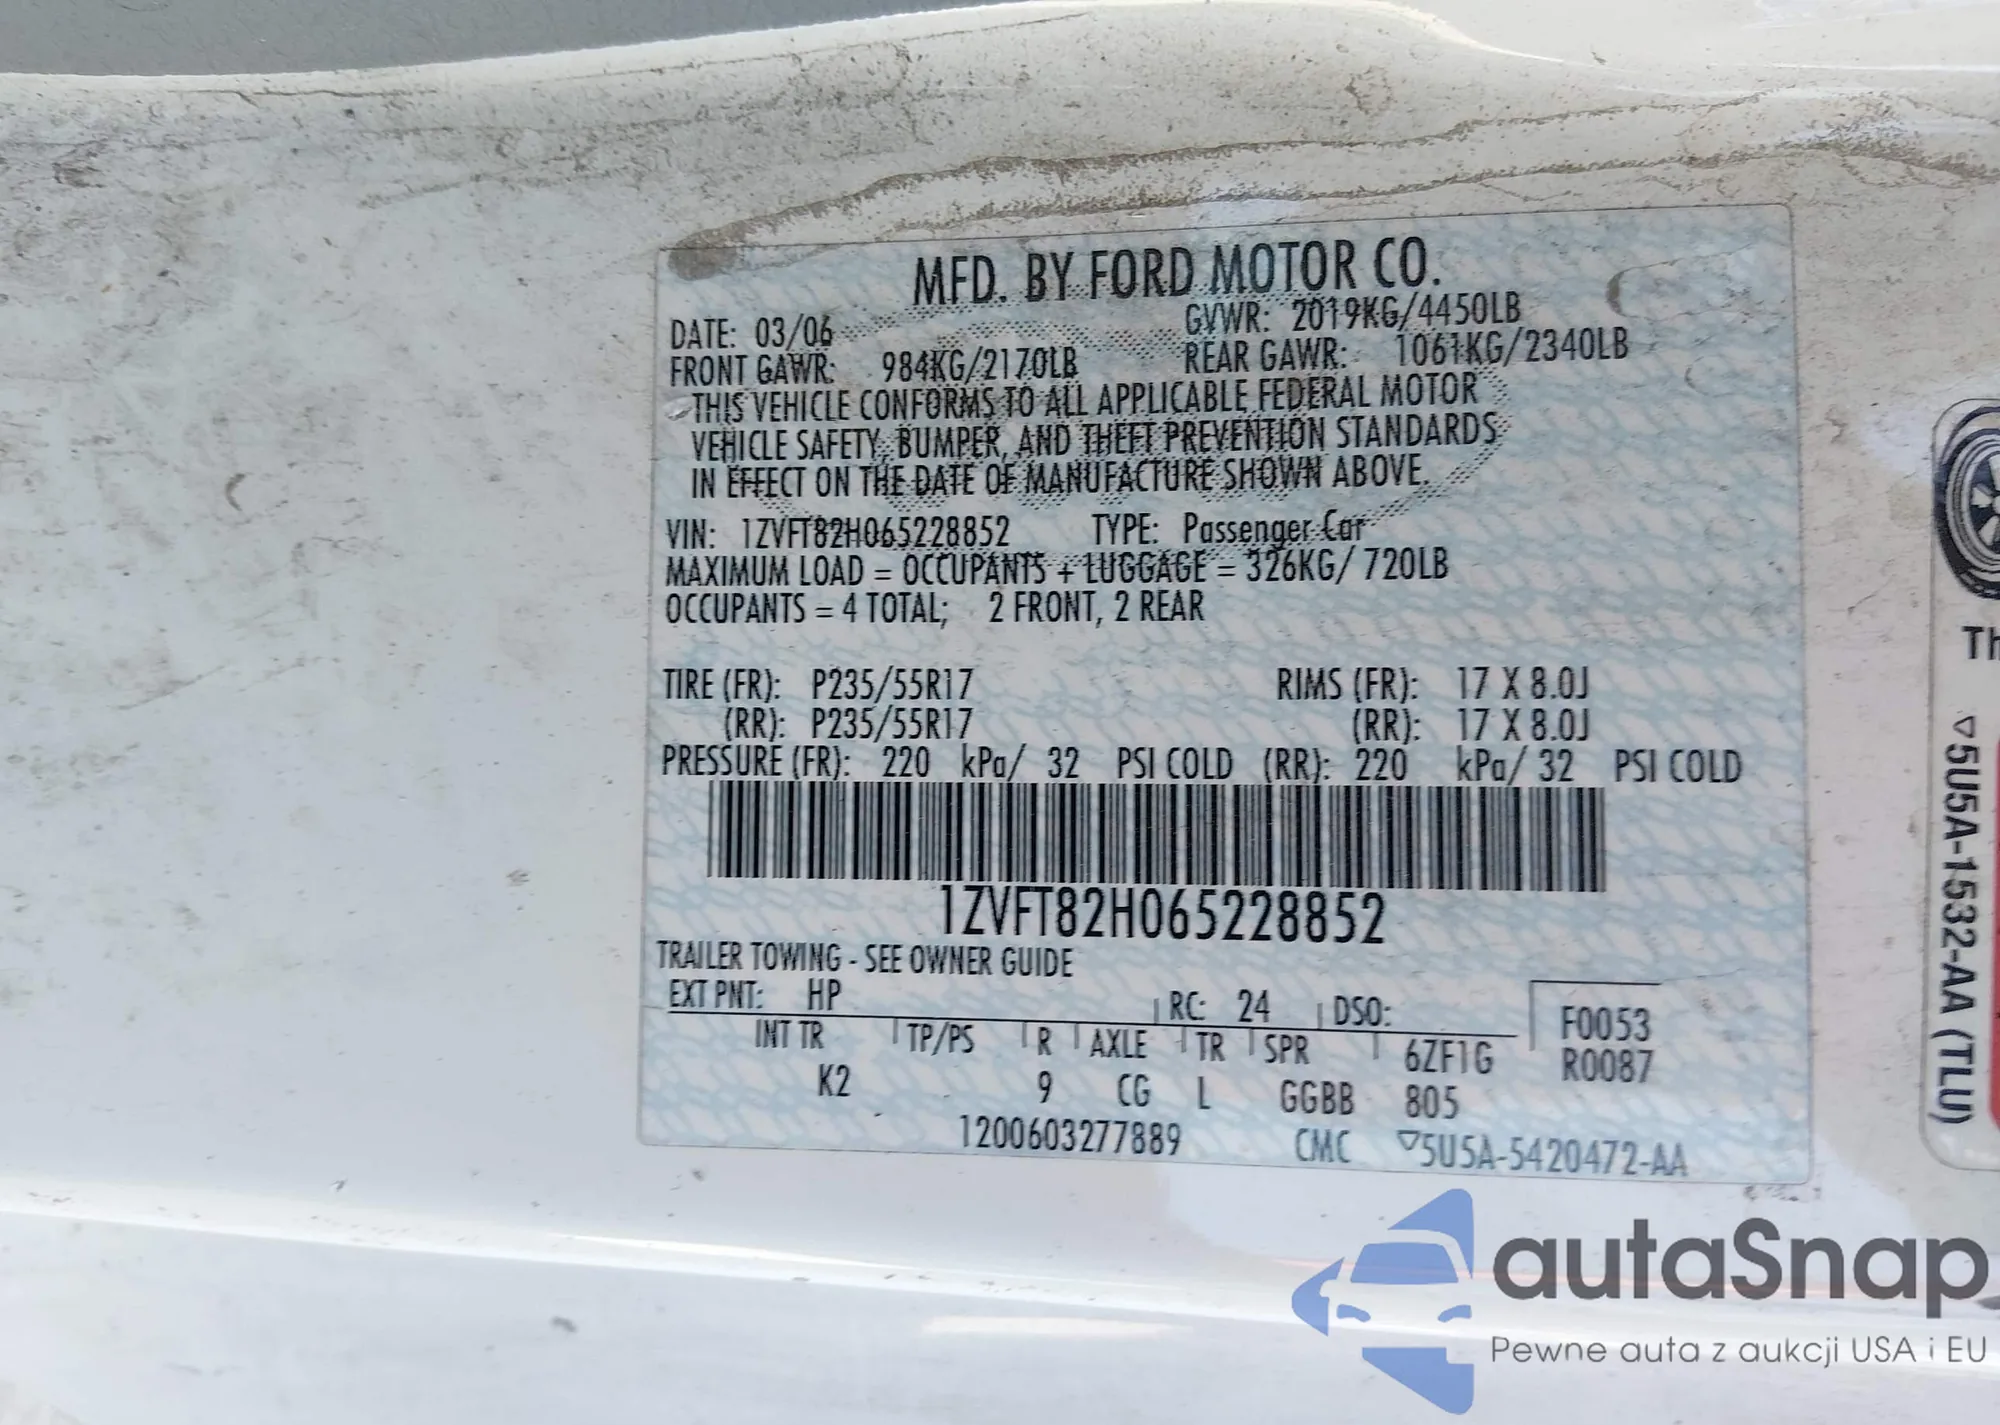 MFD. BY FORD MOTOR CO.
DATE: 03/06 GVWR: 2019KG/4450LB
FRONT GAWR: 984KG/2170LB REAR GAWR: 1061KG/2340LB
THIS VEHICLE CONFORMS TO ALL APPLICABLE FEDERAL MOTOR
VEHICLE SAFETY, BUMPER, AND THEFT PREVENTION STANDARDS
IN EFFECT ON THE DATE OF MANUFACTURE SHOWN ABOVE.
VIN: 1ZVFT82H065228852 TYPE: Passenger Car
MAXIMUM LOAD = OCCUPANTS + LUGGAGE = 326KG/ 720LB
OCCUPANTS = 4 TOTAL; 2 FRONT, 2 REAR
TIRE (FR): P235/55R17 RIMS (FR): 17 X 8.0J
(RR): P235/55R17 (RR): 17 X 8.0J
PRESSURE (FR): 220 kPa/ 32 PSI COLD (RR): 220 kPa/ 32 PSI COLD
1ZVFT82H065228852
TRAILER TOWING - SEE OWNER GUIDE
EXT PNT: HP RC: 24 DSO:
F0053
INT TR TP/PS R AXLE TR SPR 6ZF1G
R0087
K2 9 CG L GGBB 805
1200603277889 CMC ▽5U5A-5420472-AA
Th
▽5U5A-1532-AA (TLU)
autaSnap
Pewne auta z aukcji USA i EU